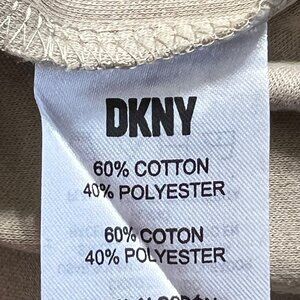 DKNY
60% COTTON
40% POLYESTER
60% COTON
40% POLYESTER